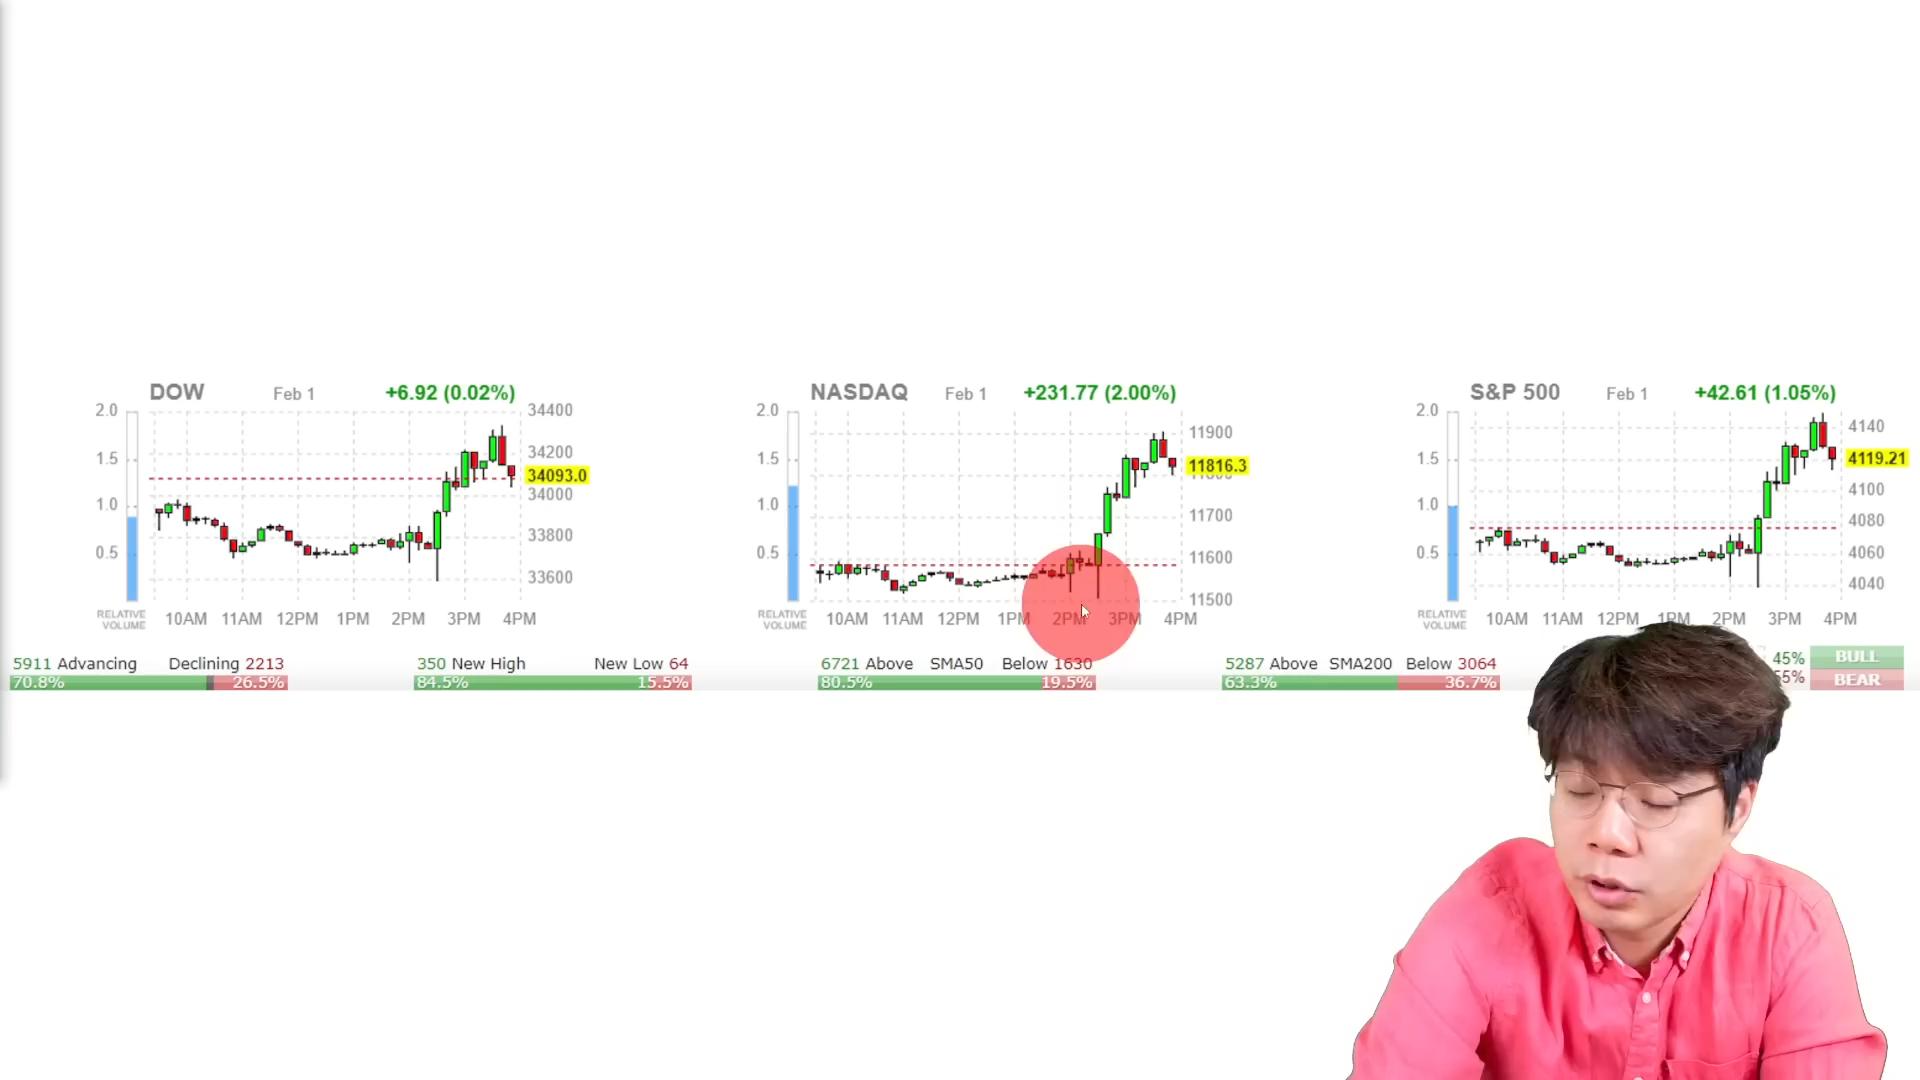 DOW Feb 1 +6.92 (0.02%)
2.0 34400
1.5 34200
34093.0
1.0 34000
0.5 33800
33600
RELATIVE
VOLUME
10AM 11AM 12PM 1PM 2PM 3PM 4PM
NASDAQ Feb 1 +231.77 (2.00%)
2.0 11900
1.5 11816.3
11800
1.0 11700
0.5 11600
11500
RELATIVE
VOLUME
10AM 11AM 12PM 1PM 2PM 3PM 4PM
S&P 500 Feb 1 +42.61 (1.05%)
2.0 4140
1.5 4119.21
1.0 4100
4080
0.5 4060
4040
RELATIVE
VOLUME
10AM 11AM 12PM 1PM 2PM 3PM 4PM
5911 Advancing Declining 2213
70.8% 26.5%
350 New High New Low 64
84.5% 15.5%
6721 Above SMA50 Below 1630
80.5% 19.5%
5287 Above SMA200 Below 3064
63.3% 36.7%
45% BULL
55% BEAR